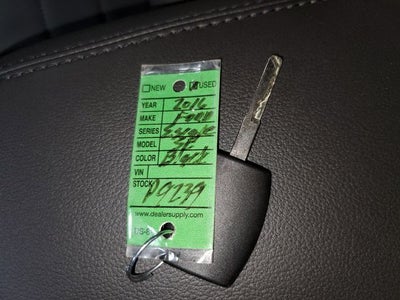 NEW USED
YEAR 2016
MAKE Ford
SERIES Escape
MODEL SE
COLOR Black
VIN
STOCK P9239
www.dealersupply.com